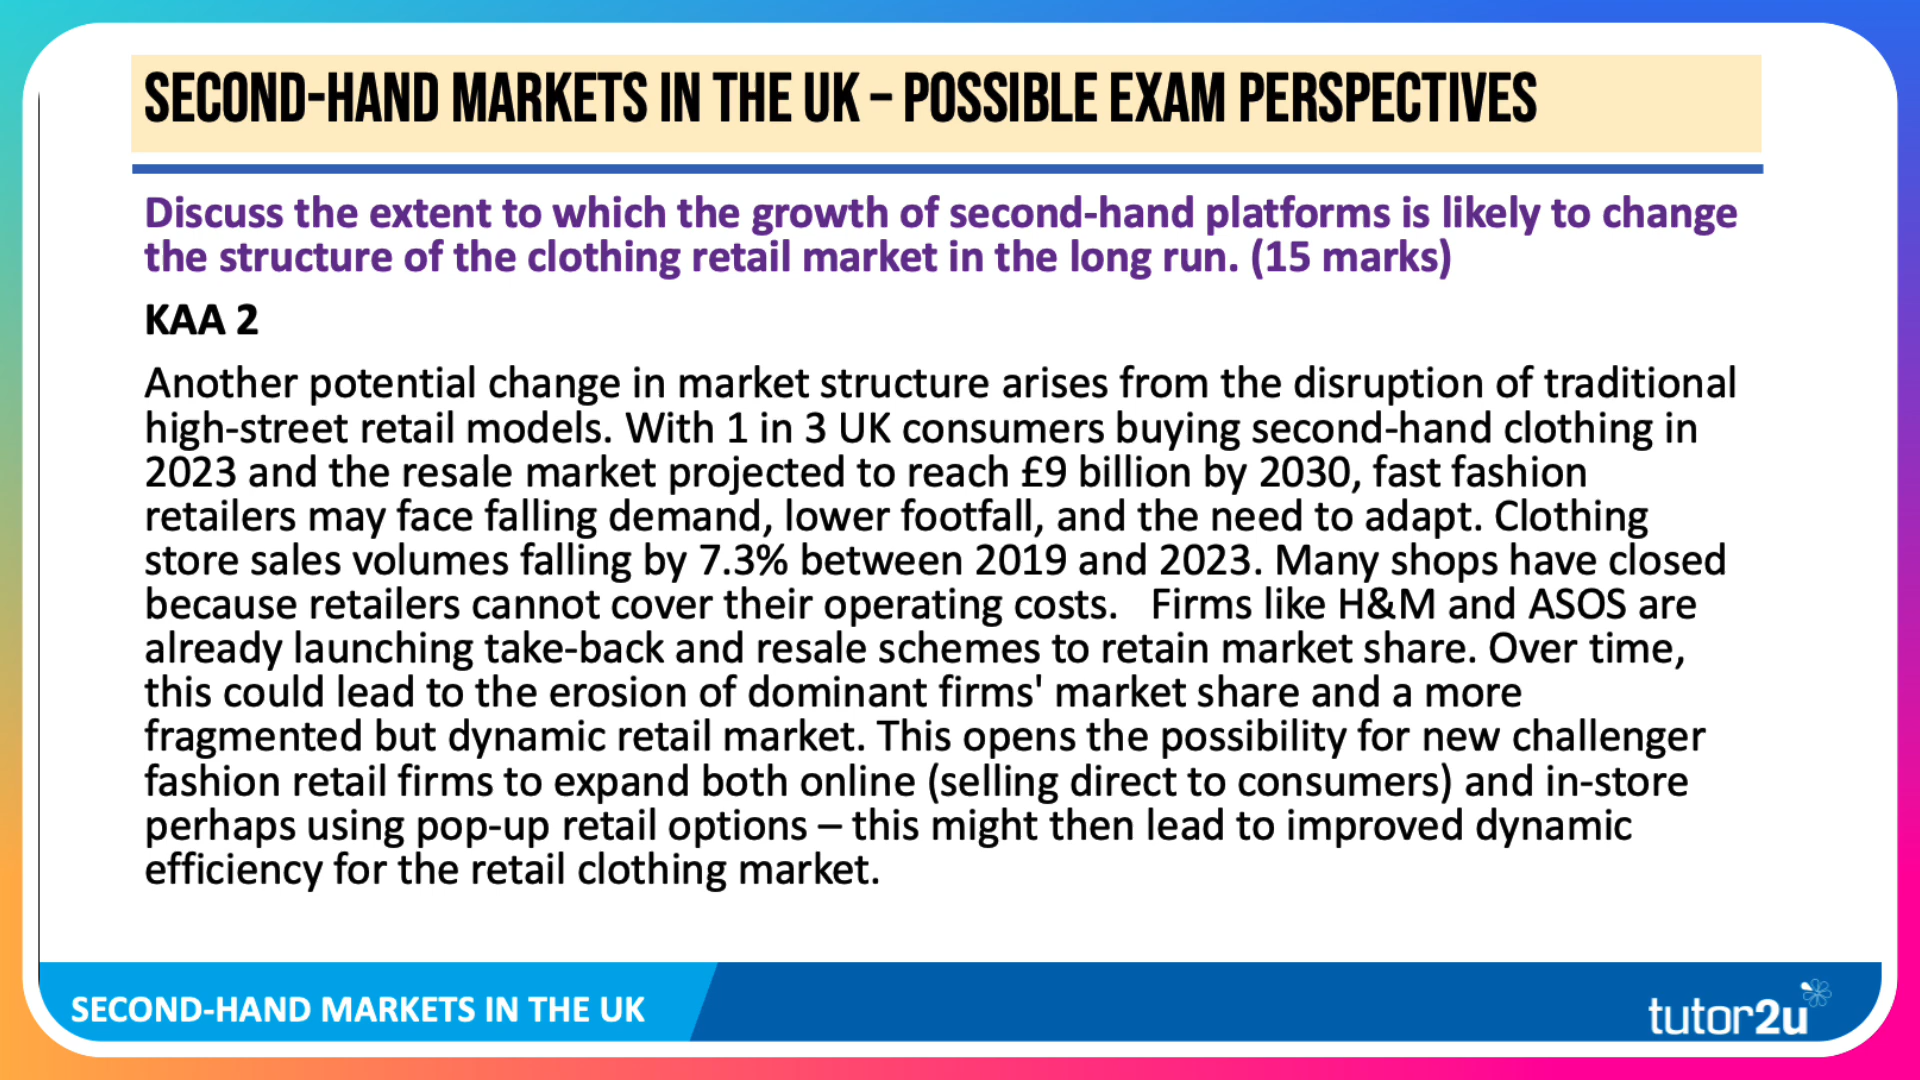 SECOND-HAND MARKETS IN THE UK – POSSIBLE EXAM PERSPECTIVES
Discuss the extent to which the growth of second-hand platforms is likely to change
the structure of the clothing retail market in the long run. (15 marks)
KAA 2
Another potential change in market structure arises from the disruption of traditional
high-street retail models. With 1 in 3 UK consumers buying second-hand clothing in
2023 and the resale market projected to reach £9 billion by 2030, fast fashion
retailers may face falling demand, lower footfall, and the need to adapt. Clothing
store sales volumes falling by 7.3% between 2019 and 2023. Many shops have closed
because retailers cannot cover their operating costs.   Firms like H&M and ASOS are
already launching take-back and resale schemes to retain market share. Over time,
this could lead to the erosion of dominant firms' market share and a more
fragmented but dynamic retail market. This opens the possibility for new challenger
fashion retail firms to expand both online (selling direct to consumers) and in-store
perhaps using pop-up retail options – this might then lead to improved dynamic
efficiency for the retail clothing market.
SECOND-HAND MARKETS IN THE UK
tutor2u